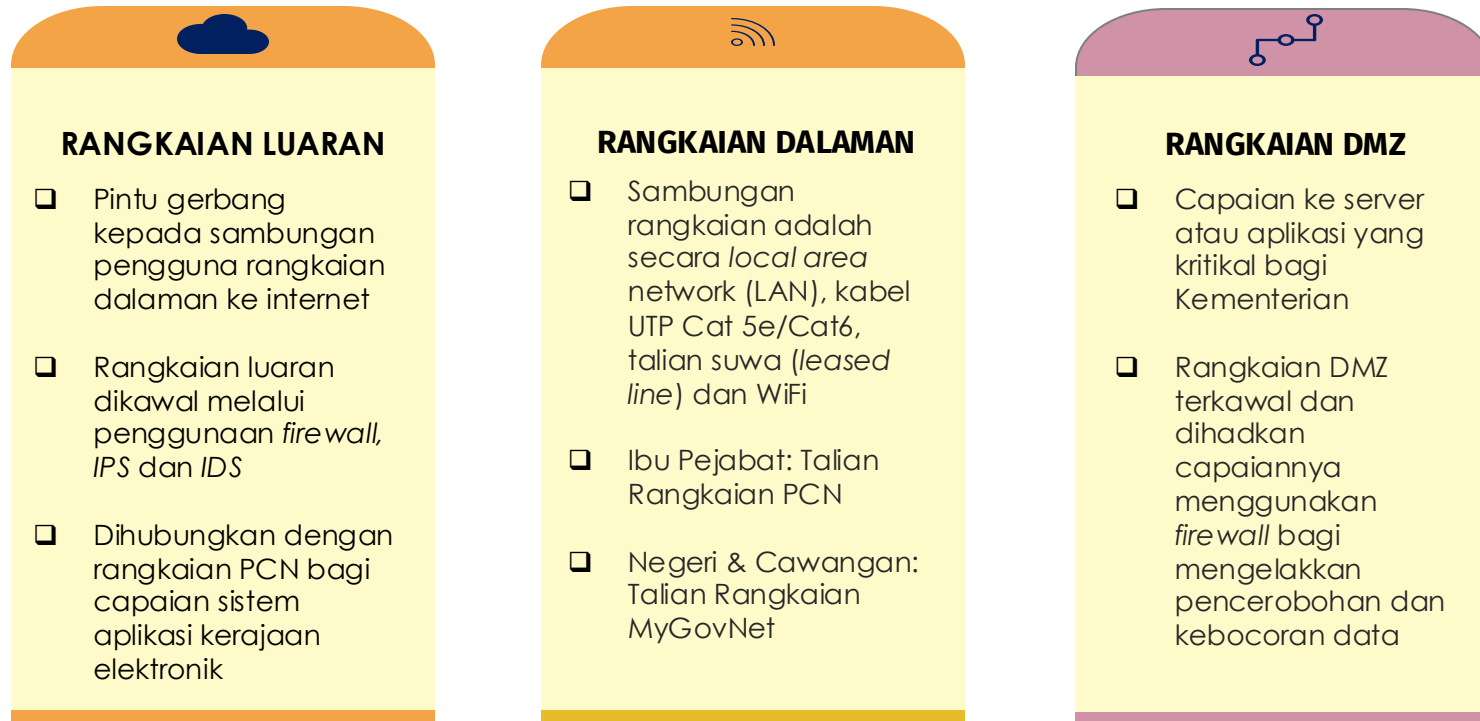 RANGKAIAN LUARAN
❑ Pintu gerbang
kepada sambungan
pengguna rangkaian
dalaman ke internet
❑ Rangkaian luaran
dikawal melalui
penggunaan firewall,
IPS dan IDS
❑ Dihubungkan dengan
rangkaian PCN bagi
capaian sistem
aplikasi kerajaan
elektronik
RANGKAIAN DALAMAN
❑ Sambungan
rangkaian adalah
secara local area
network (LAN), kabel
UTP Cat 5e/Cat6,
talian suwa (leased
line) dan WiFi
❑ Ibu Pejabat: Talian
Rangkaian PCN
❑ Negeri & Cawangan:
Talian Rangkaian
MyGovNet
RANGKAIAN DMZ
❑ Capaian ke server
atau aplikasi yang
kritikal bagi
Kementerian
❑ Rangkaian DMZ
terkawal dan
dihadkan
capaiannya
menggunakan
firewall bagi
mengelakkan
pencerobohan dan
kebocoran data